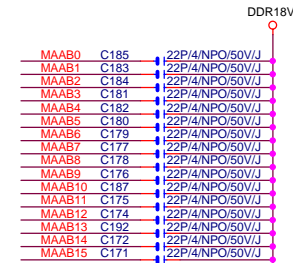 DDR18V
MAAB0 C185 22P/4/NPO/50V/J
MAAB1 C183 22P/4/NPO/50V/J
MAAB2 C184 22P/4/NPO/50V/J
MAAB3 C181 22P/4/NPO/50V/J
MAAB4 C182 22P/4/NPO/50V/J
MAAB5 C180 22P/4/NPO/50V/J
MAAB6 C179 22P/4/NPO/50V/J
MAAB7 C177 22P/4/NPO/50V/J
MAAB8 C178 22P/4/NPO/50V/J
MAAB9 C176 22P/4/NPO/50V/J
MAAB10 C187 22P/4/NPO/50V/J
MAAB11 C175 22P/4/NPO/50V/J
MAAB12 C174 22P/4/NPO/50V/J
MAAB13 C192 22P/4/NPO/50V/J
MAAB14 C172 22P/4/NPO/50V/J
MAAB15 C171 22P/4/NPO/50V/J